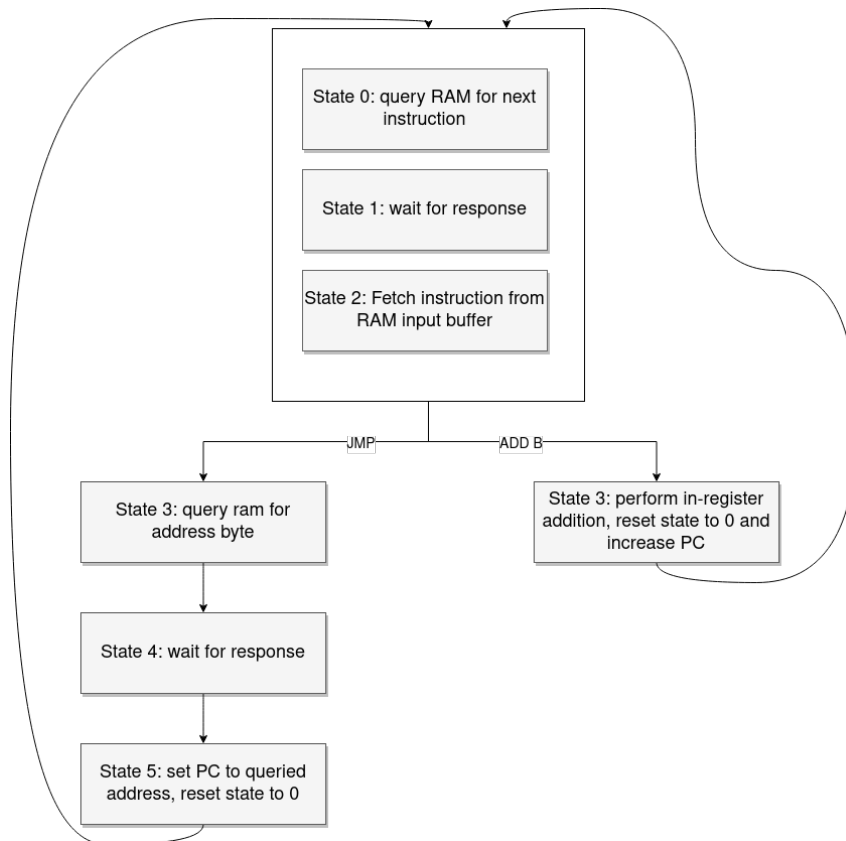 State 0: query RAM for next
instruction
State 1: wait for response
State 2: Fetch instruction from
RAM input buffer
JMP
ADD B
State 3: query ram for
address byte
State 3: perform in-register
addition, reset state to 0 and
increase PC
State 4: wait for response
State 5: set PC to queried
address, reset state to 0